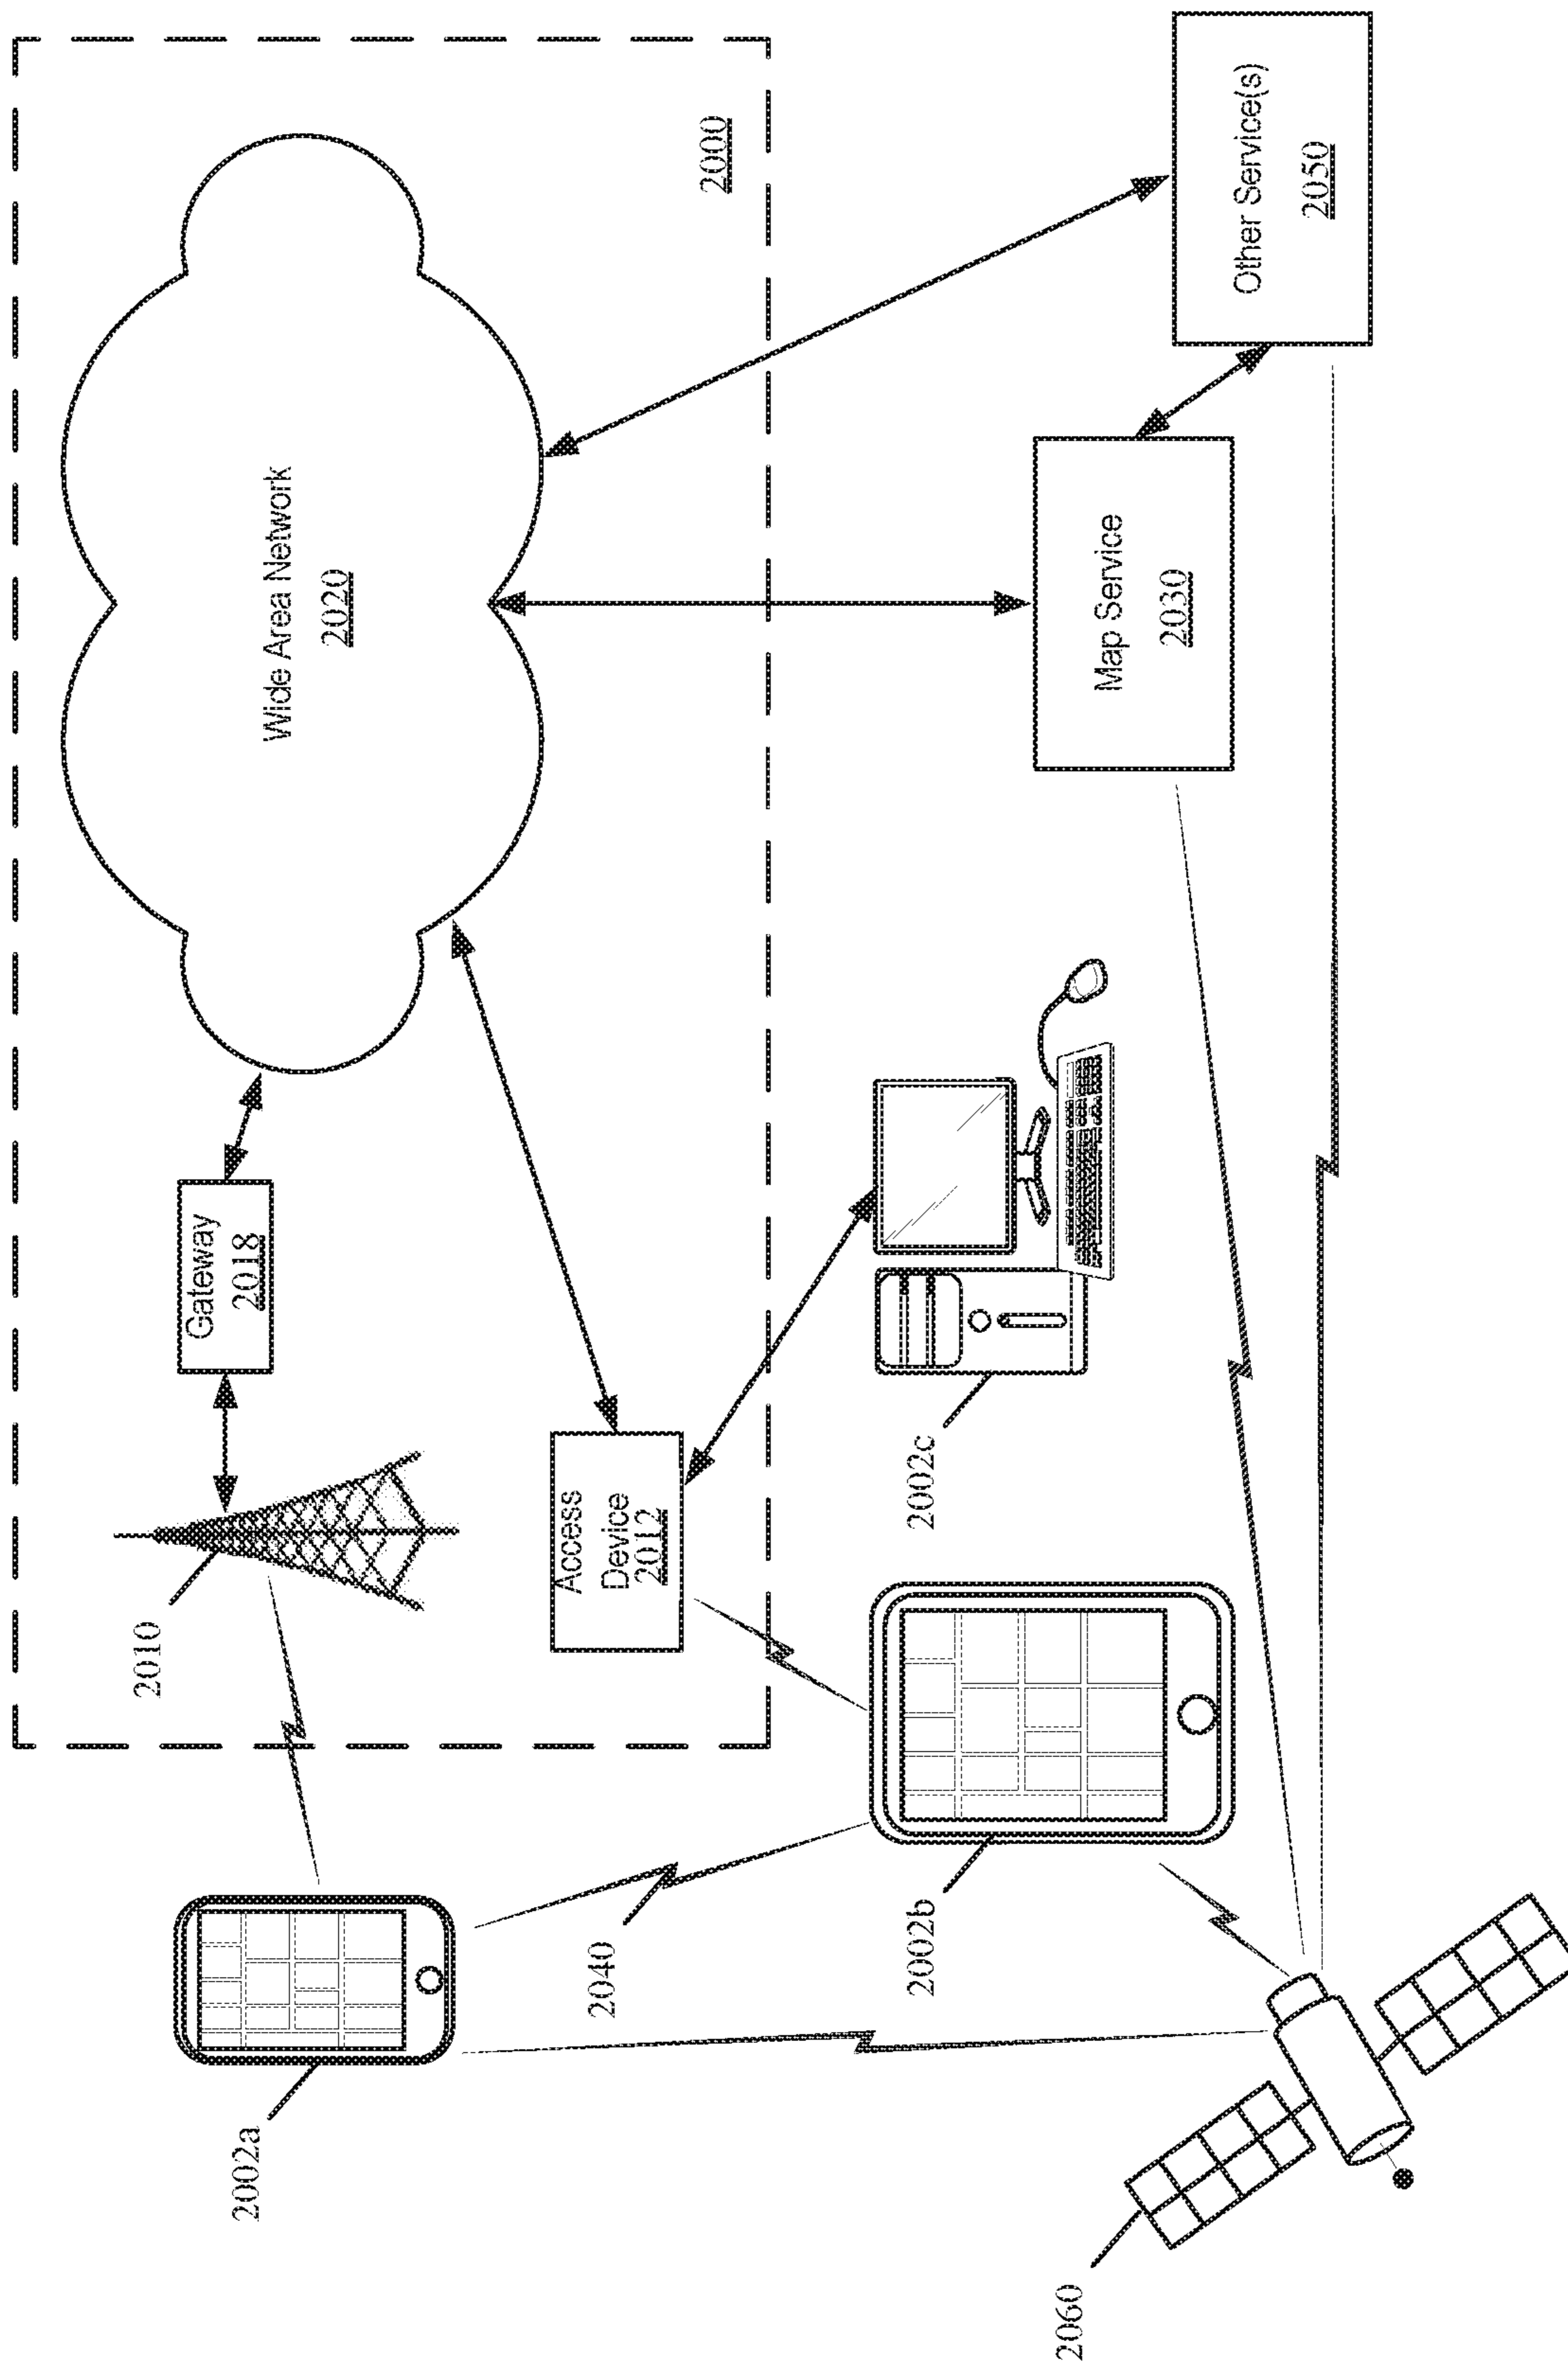 2002a
2010
Gateway
2018
Wide Area Network
2020
2040
Access
Device
2012
2000
2002b
2002c
2060
Map Service
2030
Other Service(s)
2050